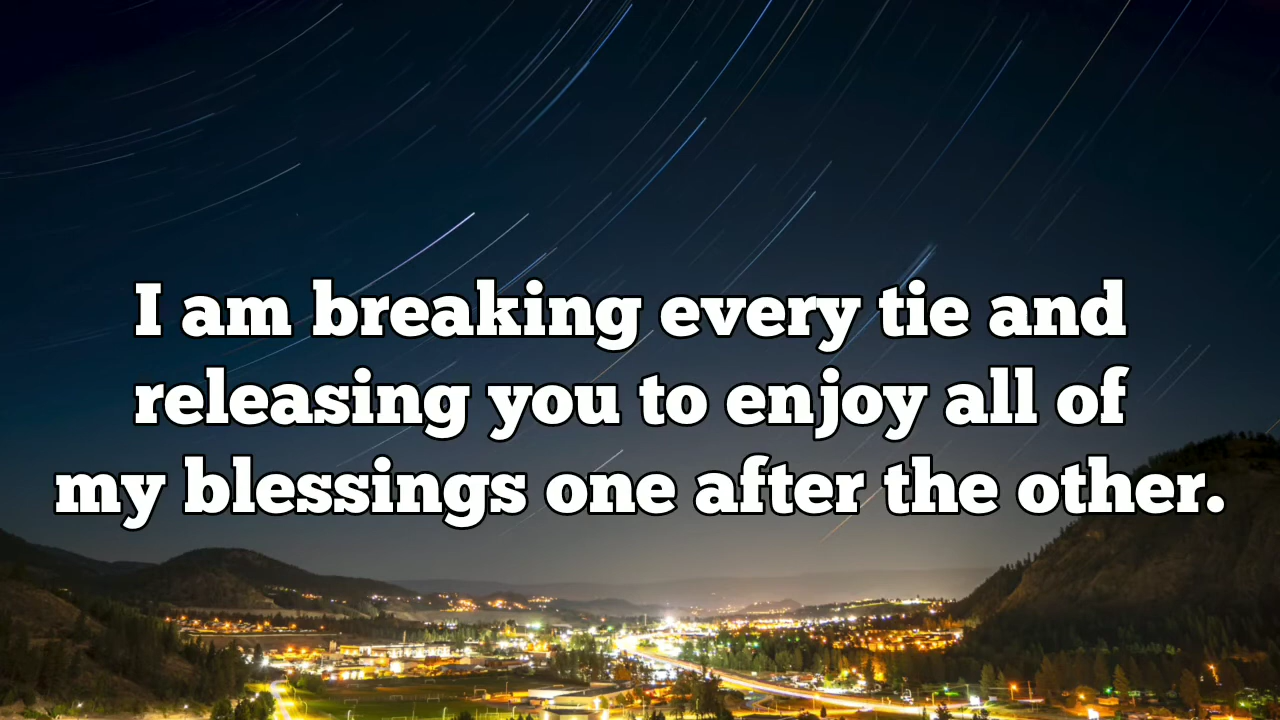 I am breaking every tie and
releasing you to enjoy all of
my blessings one after the other.